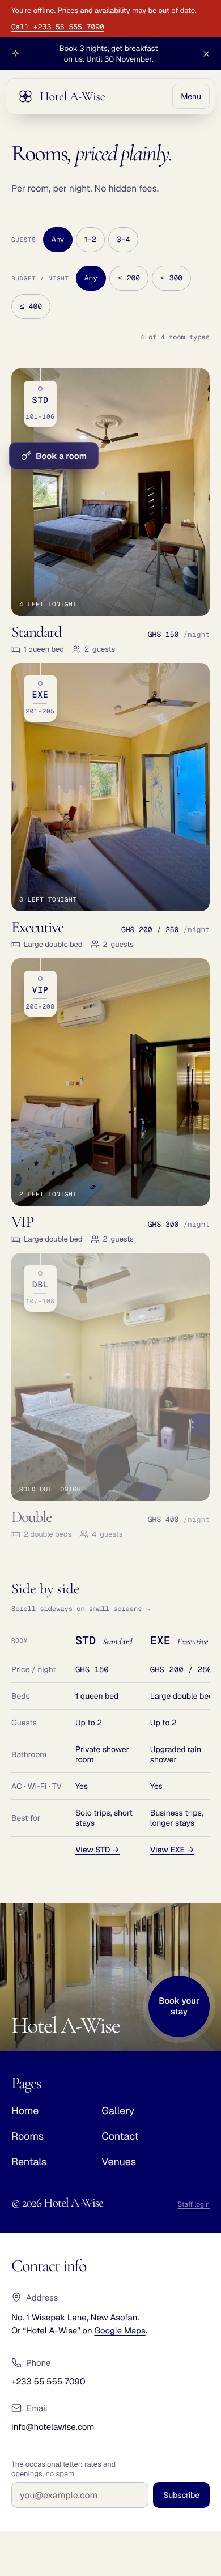 You're offline. Prices and availability may be out of date.
Call +233 55 555 7090
Book 3 nights, get breakfast
on us. Until 30 November.
Hotel A-Wise
Menu
Rooms, priced plainly.
Per room, per night. No hidden fees.
GUESTS Any 1–2 3–4
BUDGET / NIGHT Any ≤ 200 ≤ 300
≤ 400
4 of 4 room types
STD
101–106
Book a room
4 LEFT TONIGHT
Standard GHS 150 /night
1 queen bed 2 guests
EXE
201–205
3 LEFT TONIGHT
Executive GHS 200 / 250 /night
Large double bed 2 guests
VIP
206–208
2 LEFT TONIGHT
VIP GHS 300 /night
Large double bed 2 guests
DBL
107–108
SOLD OUT TONIGHT
Double GHS 400 /night
2 double beds 4 guests
Side by side
Scroll sideways on small screens →
ROOM STD Standard EXE Executive
Price / night GHS 150 GHS 200 / 250
Beds 1 queen bed Large double bed
Guests Up to 2 Up to 2
Bathroom Private shower room Upgraded rain shower
AC · Wi-Fi · TV Yes Yes
Best for Solo trips, short stays Business trips, longer stays
View STD → View EXE →
Hotel A-Wise
Book your
stay
Pages
Home Gallery
Rooms Contact
Rentals Venues
© 2026 Hotel A-Wise Staff login
Contact info
Address
No. 1 Wisepak Lane, New Asofan.
Or “Hotel A-Wise” on Google Maps.
Phone
+233 55 555 7090
Email
info@hotelawise.com
The occasional letter: rates and
openings, no spam
you@example.com Subscribe